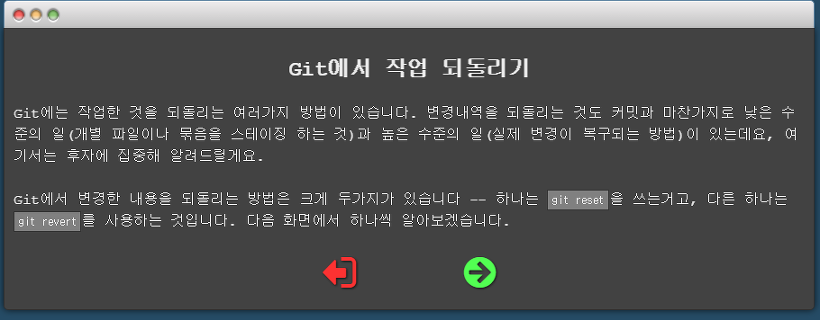 Git에서 작업 되돌리기
Git에는 작업한 것을 되돌리는 여러가지 방법이 있습니다. 변경내역을 되돌리는 것도 커밋과 마찬가지로 낮은 수
준의 일(개별 파일이나 묶음을 스테이징 하는 것)과 높은 수준의 일(실제 변경이 복구되는 방법)이 있는데요, 여
기서는 후자에 집중해 알려드릴게요.
Git에서 변경한 내용을 되돌리는 방법은 크게 두가지가 있습니다 -- 하나는 git reset을 쓰는거고, 다른 하나는
git revert를 사용하는 것입니다. 다음 화면에서 하나씩 알아보겠습니다.